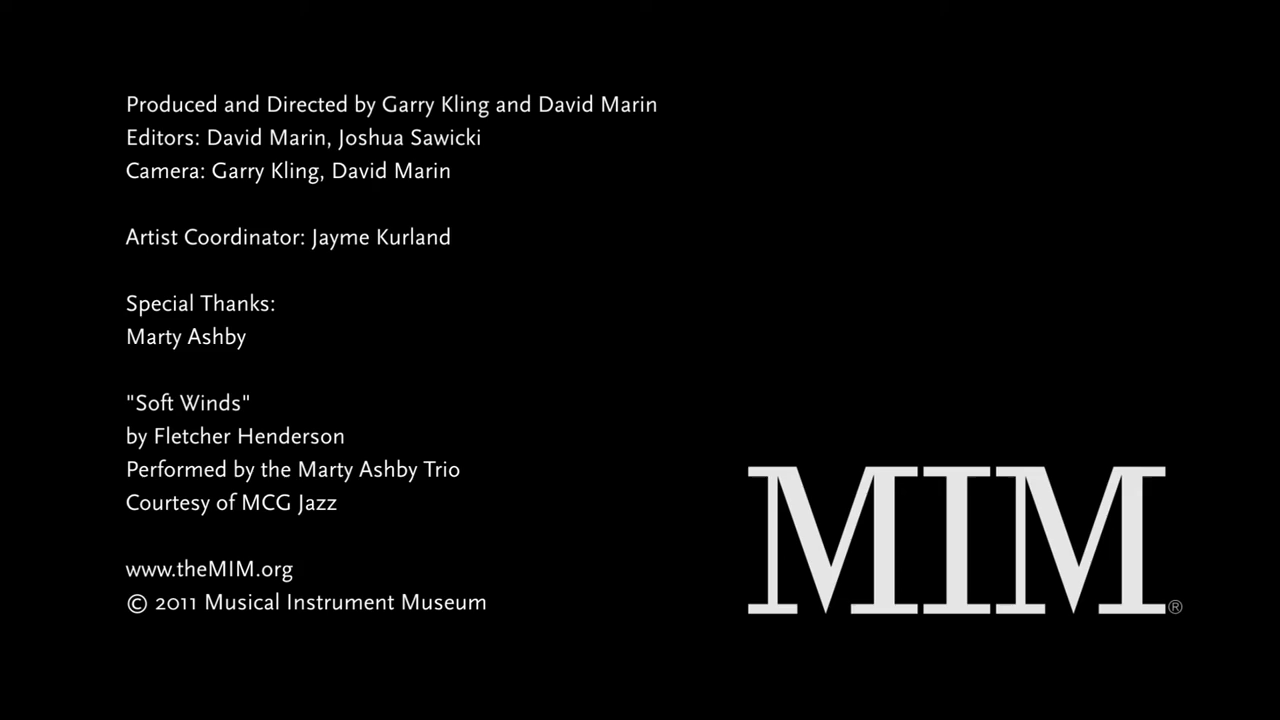 Produced and Directed by Garry Kling and David Marin
Editors: David Marin, Joshua Sawicki
Camera: Garry Kling, David Marin
Artist Coordinator: Jayme Kurland
Special Thanks:
Marty Ashby
"Soft Winds"
by Fletcher Henderson
Performed by the Marty Ashby Trio
Courtesy of MCG Jazz
www.theMIM.org
© 2011 Musical Instrument Museum
MIM®